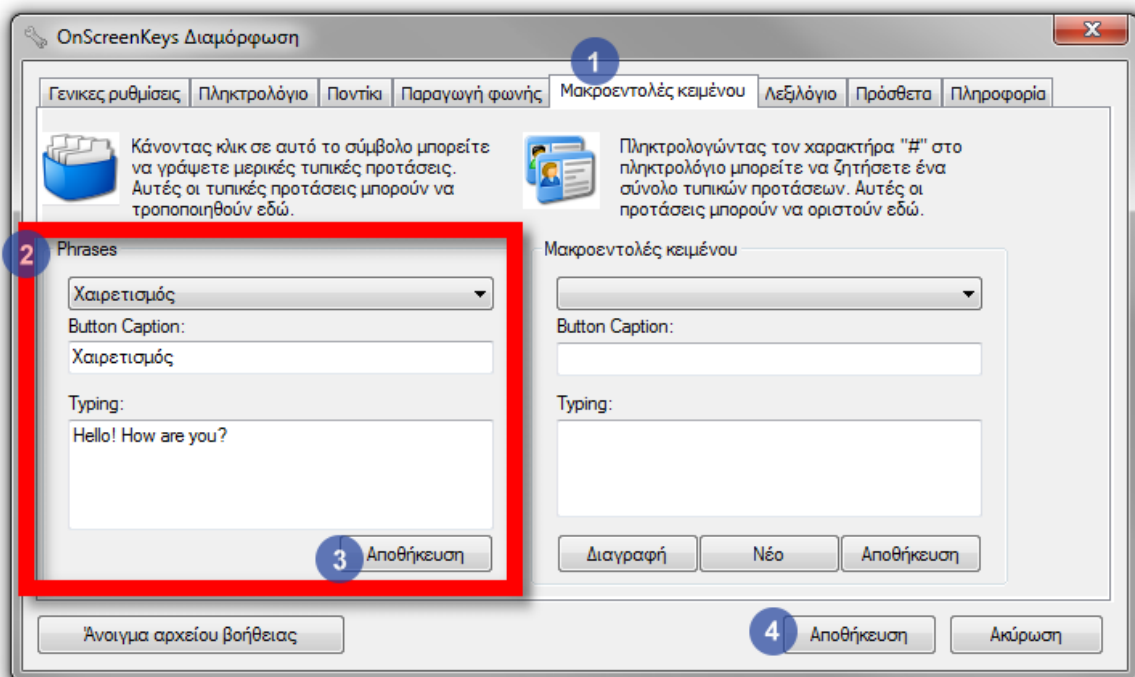 OnScreenKeys Διαμόρφωση
1
Γενικες ρυθμίσεις Πληκτρολόγιο Ποντίκι Παραγωγή φωνής Μακροεντολές κειμένου Λεξιλόγιο Πρόσθετα Πληροφορία
Κάνοντας κλικ σε αυτό το σύμβολο μπορείτε
να γράψετε μερικές τυπικές προτάσεις.
Αυτές οι τυπικές προτάσεις μπορούν να
τροποποιηθούν εδώ.
Πληκτρολογώντας τον χαρακτήρα "#" στο
πληκτρολόγιο μπορείτε να ζητήσετε ένα
σύνολο τυπικών προτάσεων. Αυτές οι
προτάσεις μπορούν να οριστούν εδώ.
2
Phrases
Χαιρετισμός
Button Caption:
Χαιρετισμός
Typing:
Hello! How are you?
3
Αποθήκευση
Μακροεντολές κειμένου
Button Caption:
Typing:
Διαγραφή Νέο Αποθήκευση
Άνοιγμα αρχείου βοήθειας
4
Αποθήκευση Ακύρωση